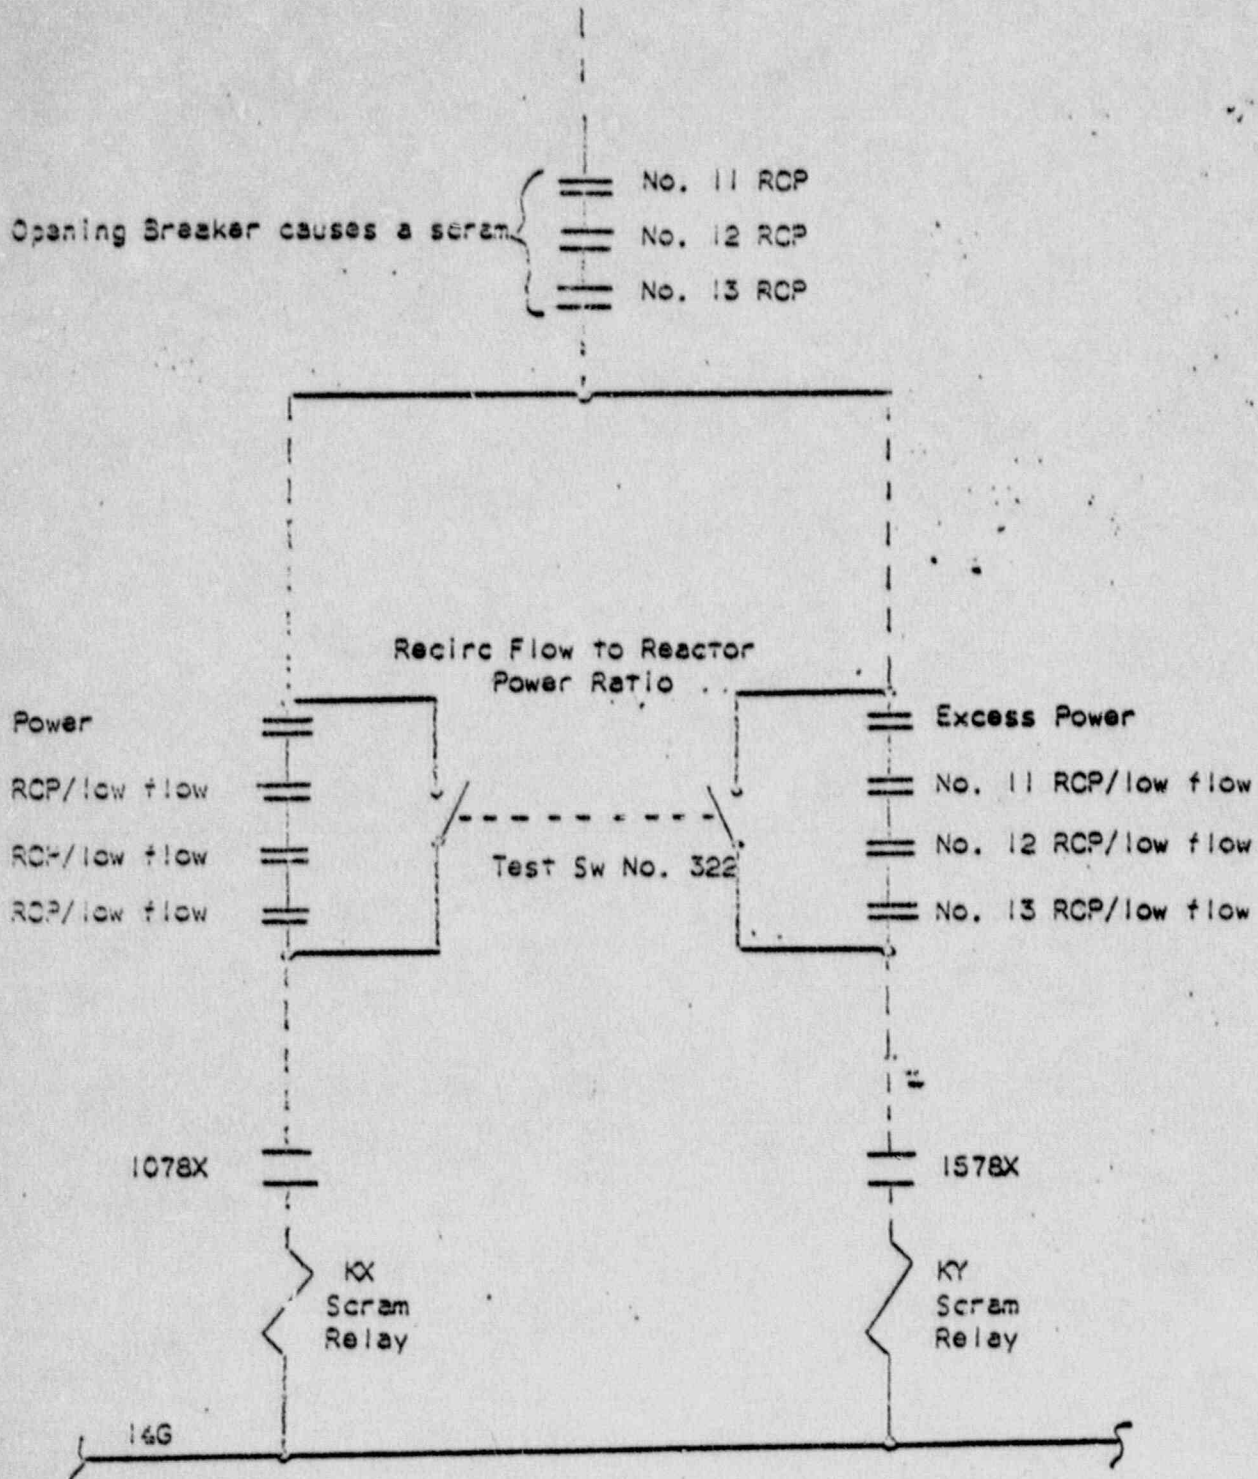 No. 11 RCP
Opening Breaker causes a scram
No. 12 RCP
No. 13 RCP
Recirc Flow to Reactor
Power Ratio
Power
Excess Power
RCP/low flow
No. 11 RCP/low flow
RCP/low flow
No. 12 RCP/low flow
Test Sw No. 322
RCP/low flow
No. 13 RCP/low flow
1078X
1578X
KX
Scram
Relay
KY
Scram
Relay